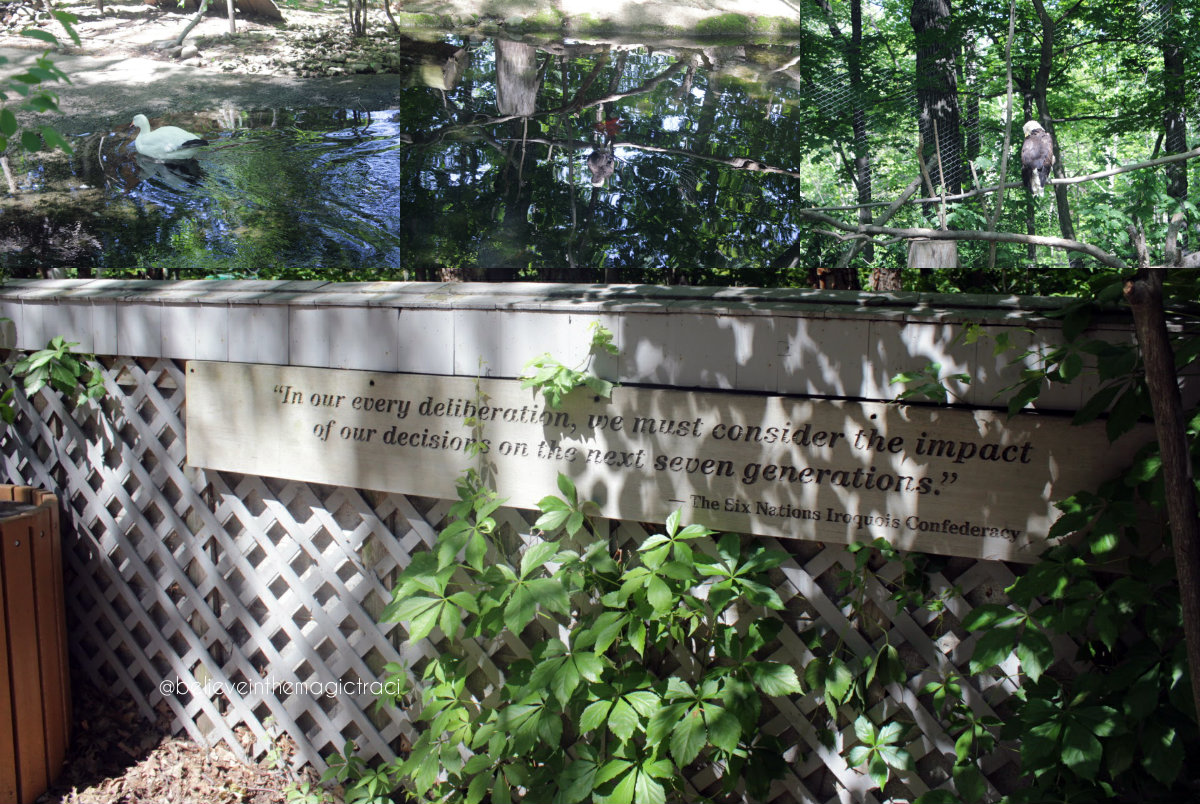 “In our every deliberation, we must consider the impact
of our decisions on the next seven generations.”
— The Six Nations Iroquois Confederacy
@believeinthemagictraci